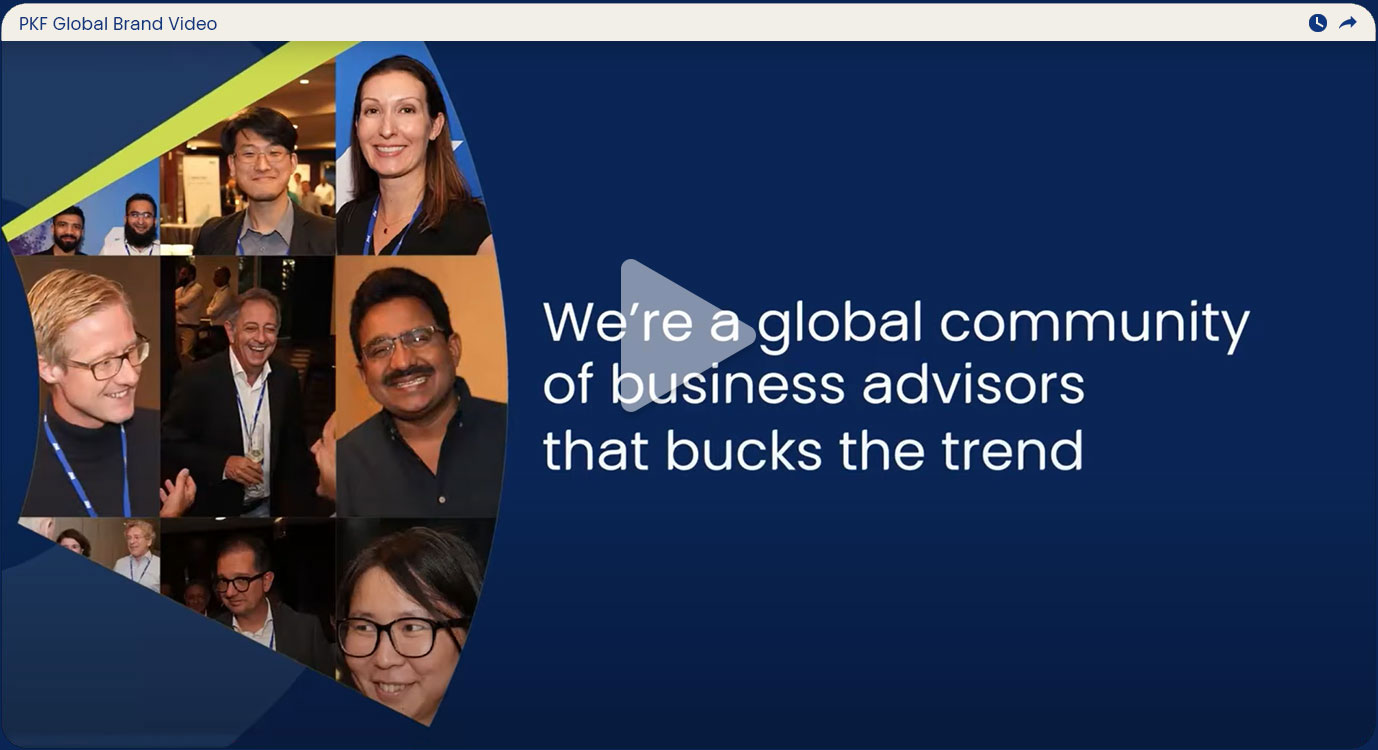 PKF Global Brand Video
We're a global community
of business advisors
that bucks the trend